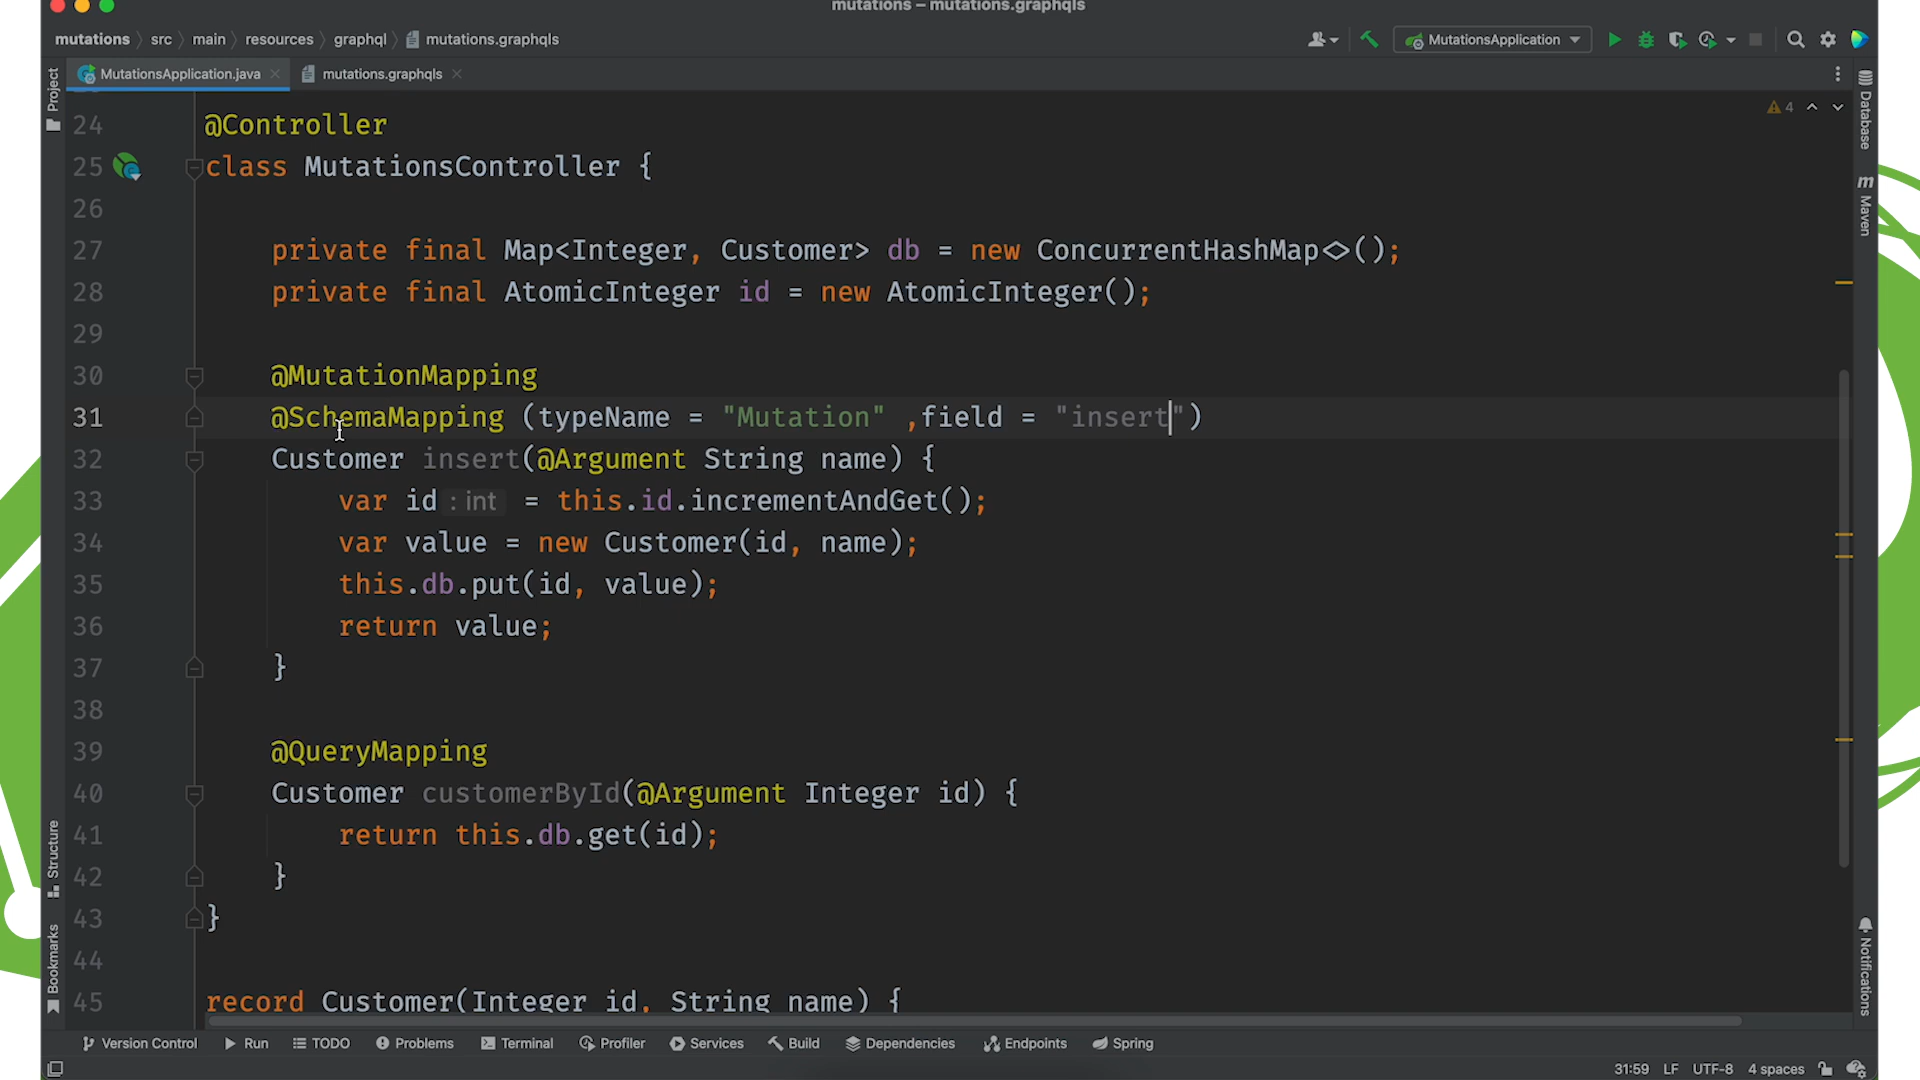 mutations – mutations.graphqls
mutations src main resources graphql mutations.graphqls
MutationsApplication
MutationsApplication.java mutations.graphqls
Project
Database
Maven
4
24 @Controller
25 class MutationsController {
26
27 private final Map<Integer, Customer> db = new ConcurrentHashMap<>();
28 private final AtomicInteger id = new AtomicInteger();
29
30 @MutationMapping
31 @SchemaMapping (typeName = "Mutation" ,field = "insert")
32 Customer insert(@Argument String name) {
33 var id : int = this.id.incrementAndGet();
34 var value = new Customer(id, name);
35 this.db.put(id, value);
36 return value;
37 }
38
39 @QueryMapping
40 Customer customerById(@Argument Integer id) {
41 return this.db.get(id);
42 }
43 }
44
45 record Customer(Integer id, String name) {
Structure
Bookmarks
Notifications
Version Control Run TODO Problems Terminal Profiler Services Build Dependencies Endpoints Spring
31:59 LF UTF-8 4 spaces